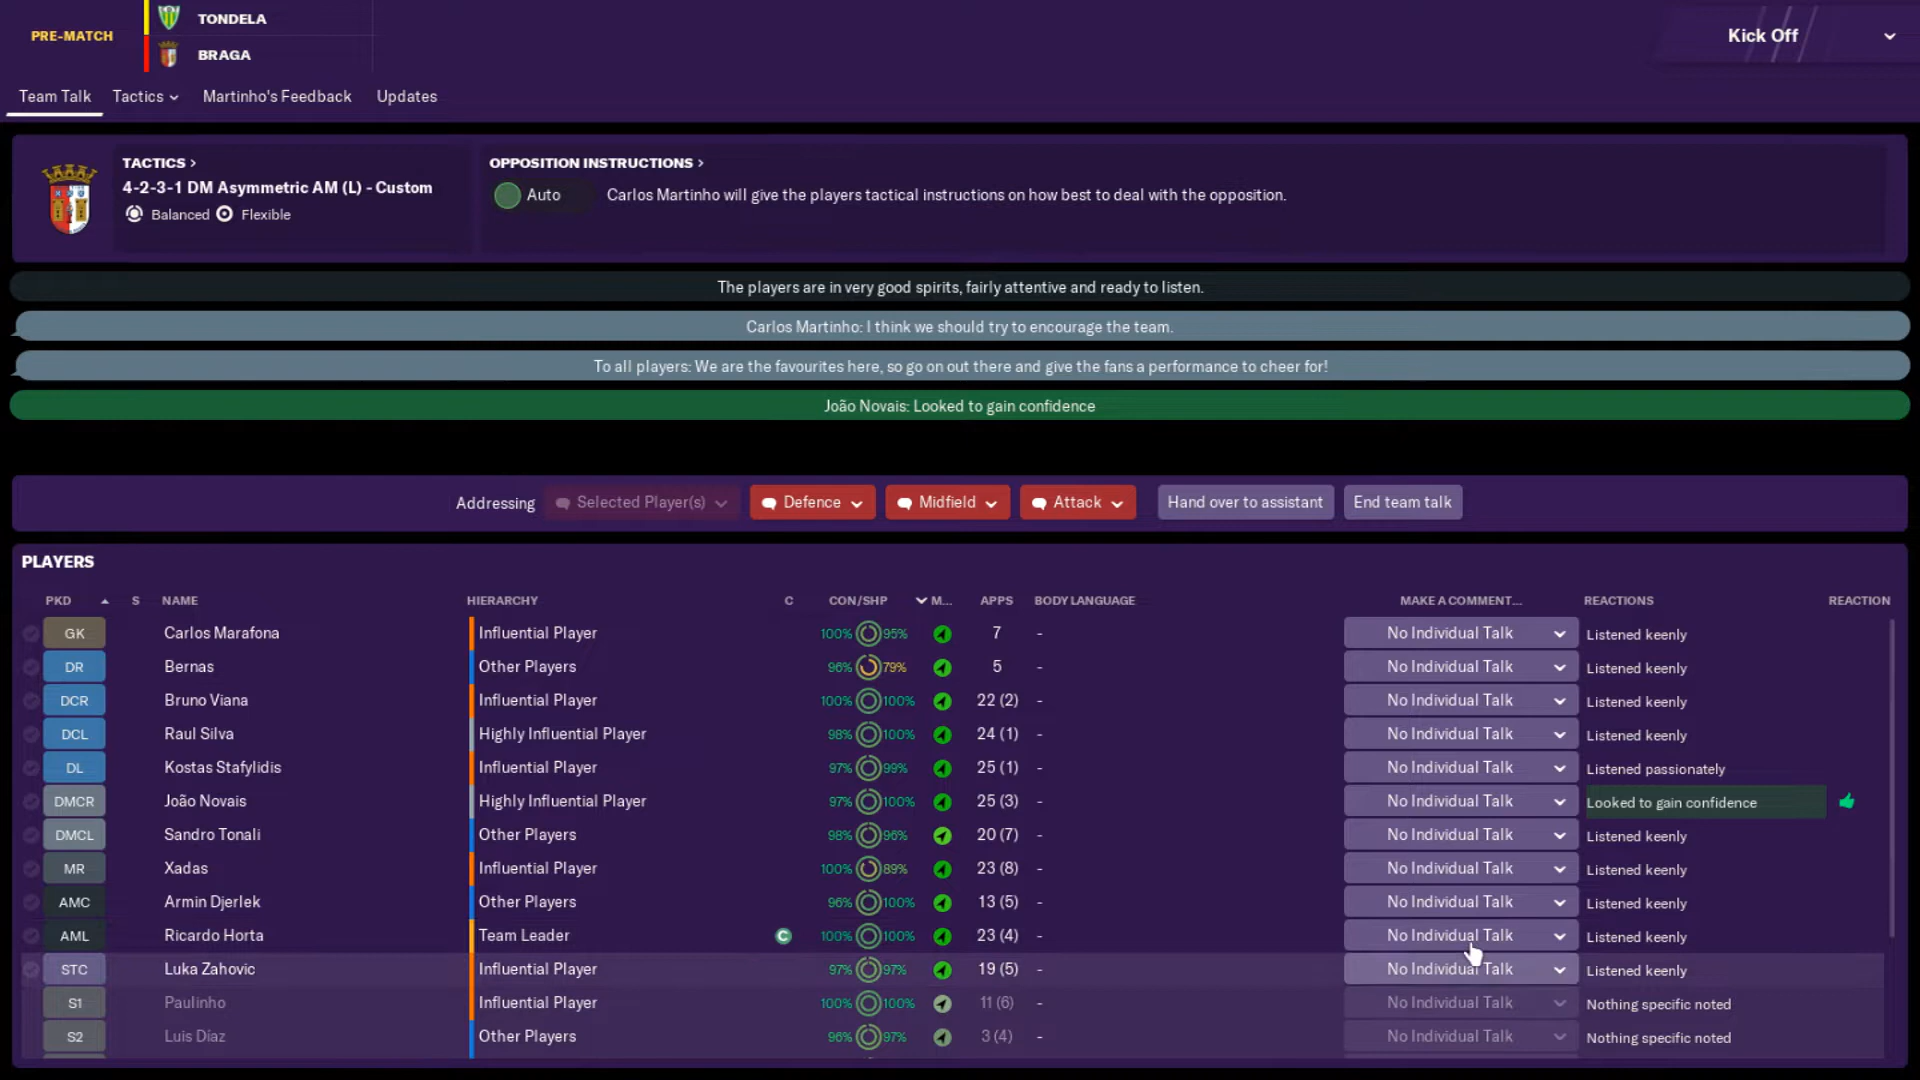 PRE-MATCH
TONDELA
BRAGA
Kick Off
Team Talk Tactics Martinho's Feedback Updates
TACTICS >
4-2-3-1 DM Asymmetric AM (L) - Custom
Balanced Flexible
OPPOSITION INSTRUCTIONS >
Auto Carlos Martinho will give the players tactical instructions on how best to deal with the opposition.
The players are in very good spirits, fairly attentive and ready to listen.
Carlos Martinho: I think we should try to encourage the team.
To all players: We are the favourites here, so go on out there and give the fans a performance to cheer for!
João Novais: Looked to gain confidence
Addressing Selected Player(s) Defence Midfield Attack Hand over to assistant End team talk
PLAYERS
PKD S NAME HIERARCHY C CON/SHP M... APPS BODY LANGUAGE MAKE A COMMENT... REACTIONS REACTION
GK Carlos Marafona Influential Player 100% 95% 7 - No Individual Talk Listened keenly
DR Bernas Other Players 96% 79% 5 - No Individual Talk Listened keenly
DCR Bruno Viana Influential Player 100% 100% 22 (2) - No Individual Talk Listened keenly
DCL Raul Silva Highly Influential Player 98% 100% 24 (1) - No Individual Talk Listened keenly
DL Kostas Stafylidis Influential Player 97% 99% 25 (1) - No Individual Talk Listened passionately
DMCR João Novais Highly Influential Player 97% 100% 25 (3) - No Individual Talk Looked to gain confidence
DMCL Sandro Tonali Other Players 98% 96% 20 (7) - No Individual Talk Listened keenly
MR Xadas Influential Player 100% 89% 23 (8) - No Individual Talk Listened keenly
AMC Armin Djerlek Other Players 96% 100% 13 (5) - No Individual Talk Listened keenly
AML Ricardo Horta Team Leader C 100% 100% 23 (4) - No Individual Talk Listened keenly
STC Luka Zahovic Influential Player 97% 97% 19 (5) - No Individual Talk Listened keenly
S1 Paulinho Influential Player 100% 100% 11 (6) - No Individual Talk Nothing specific noted
S2 Luis Díaz Other Players 96% 97% 3 (4) - No Individual Talk Nothing specific noted